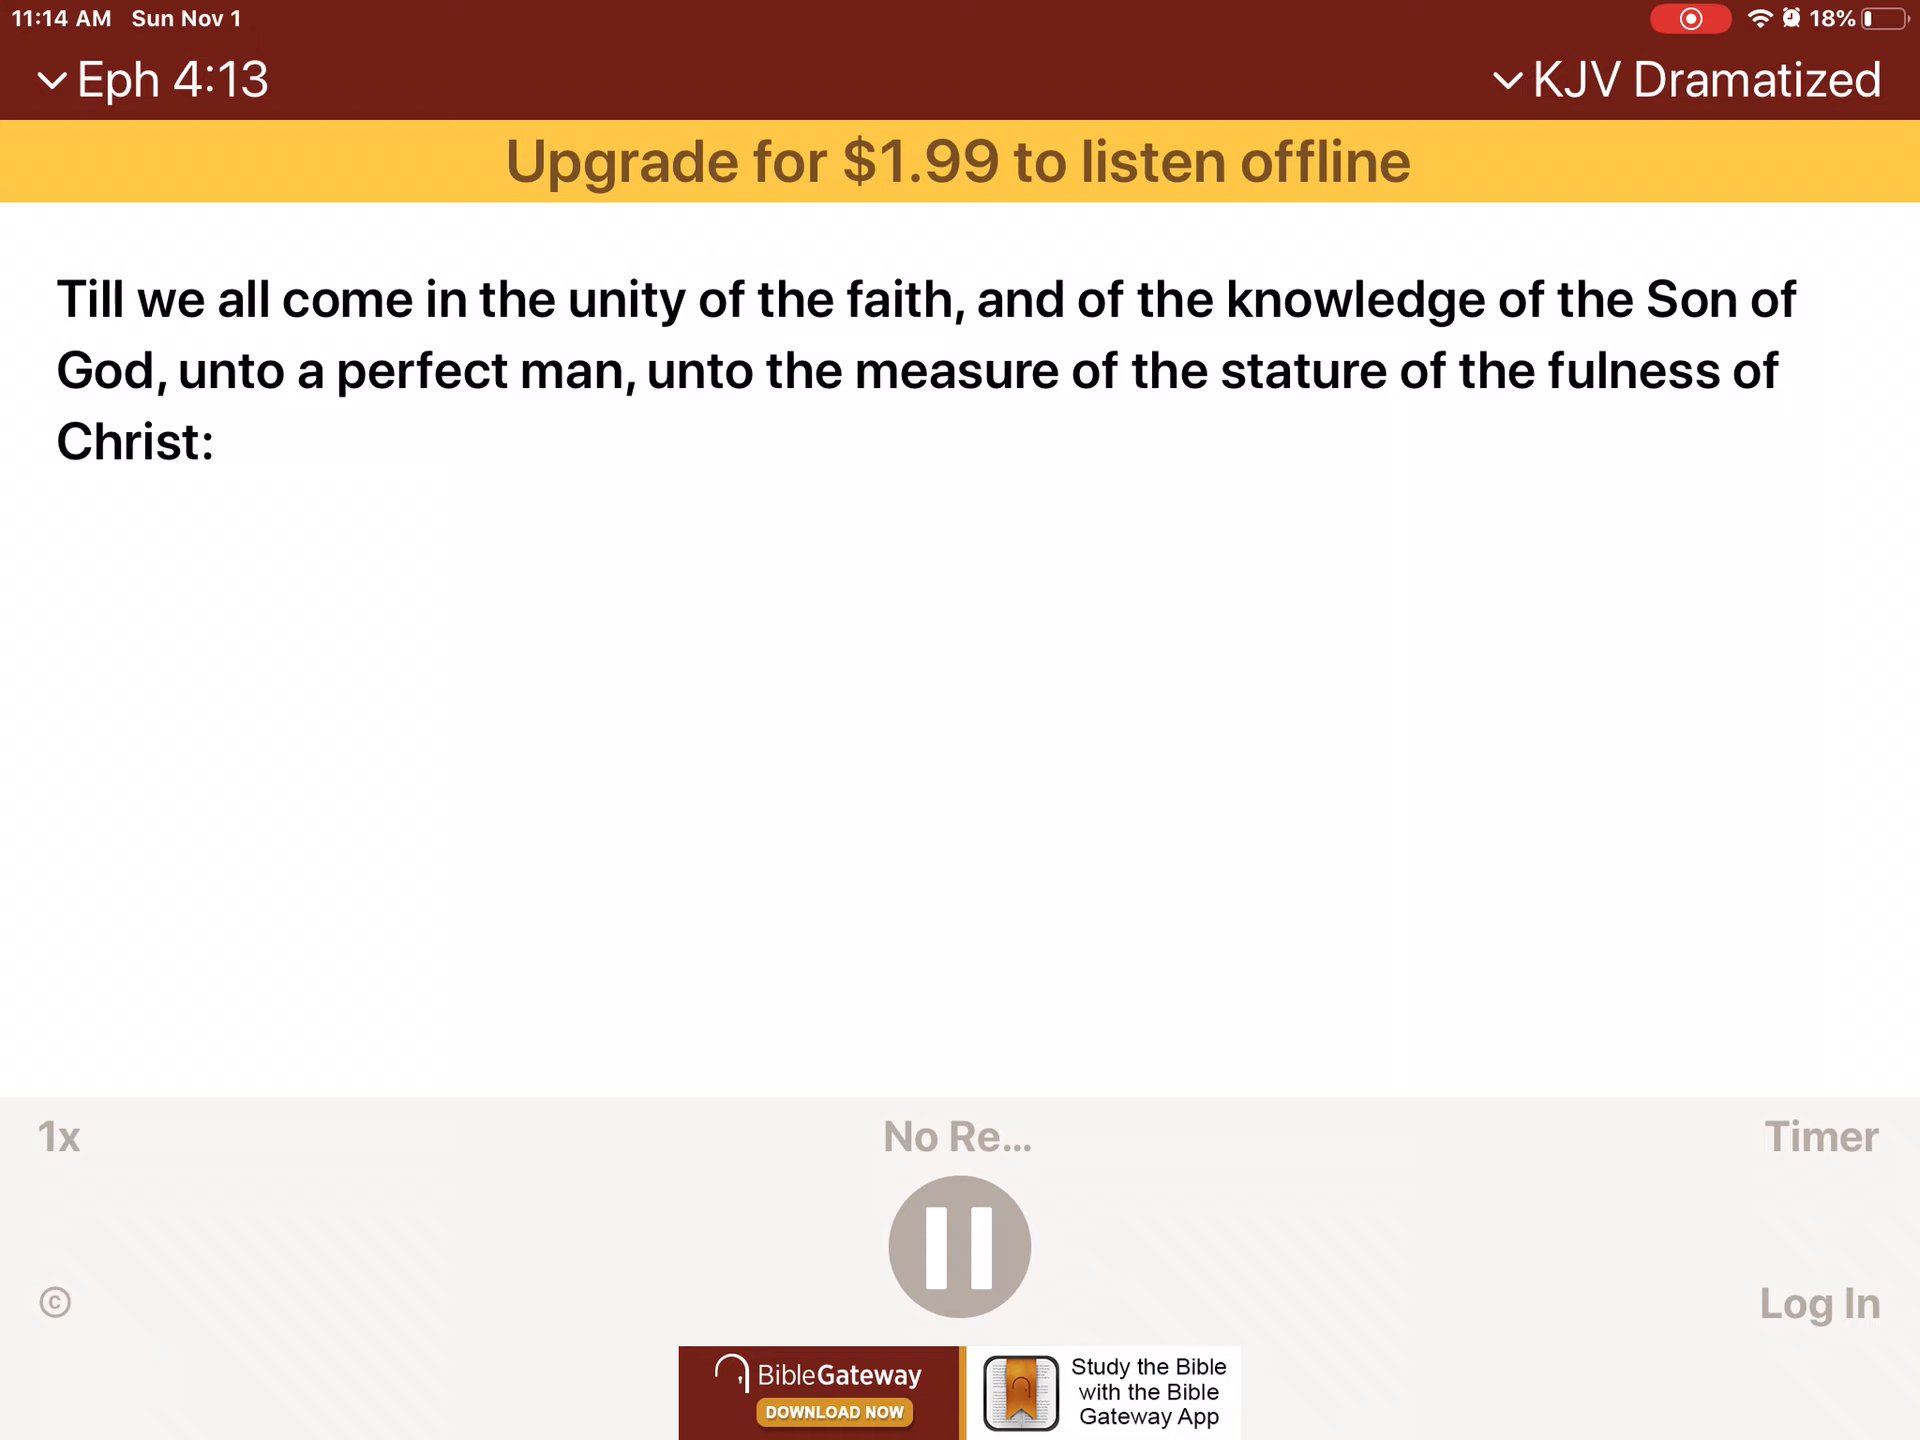 11:14 AM Sun Nov 1 18%
Eph 4:13 KJV Dramatized
Upgrade for $1.99 to listen offline
Till we all come in the unity of the faith, and of the knowledge of the Son of
God, unto a perfect man, unto the measure of the stature of the fulness of
Christ:
1x No Re... Timer
© Log In
BibleGateway
DOWNLOAD NOW
Study the Bible
with the Bible
Gateway App